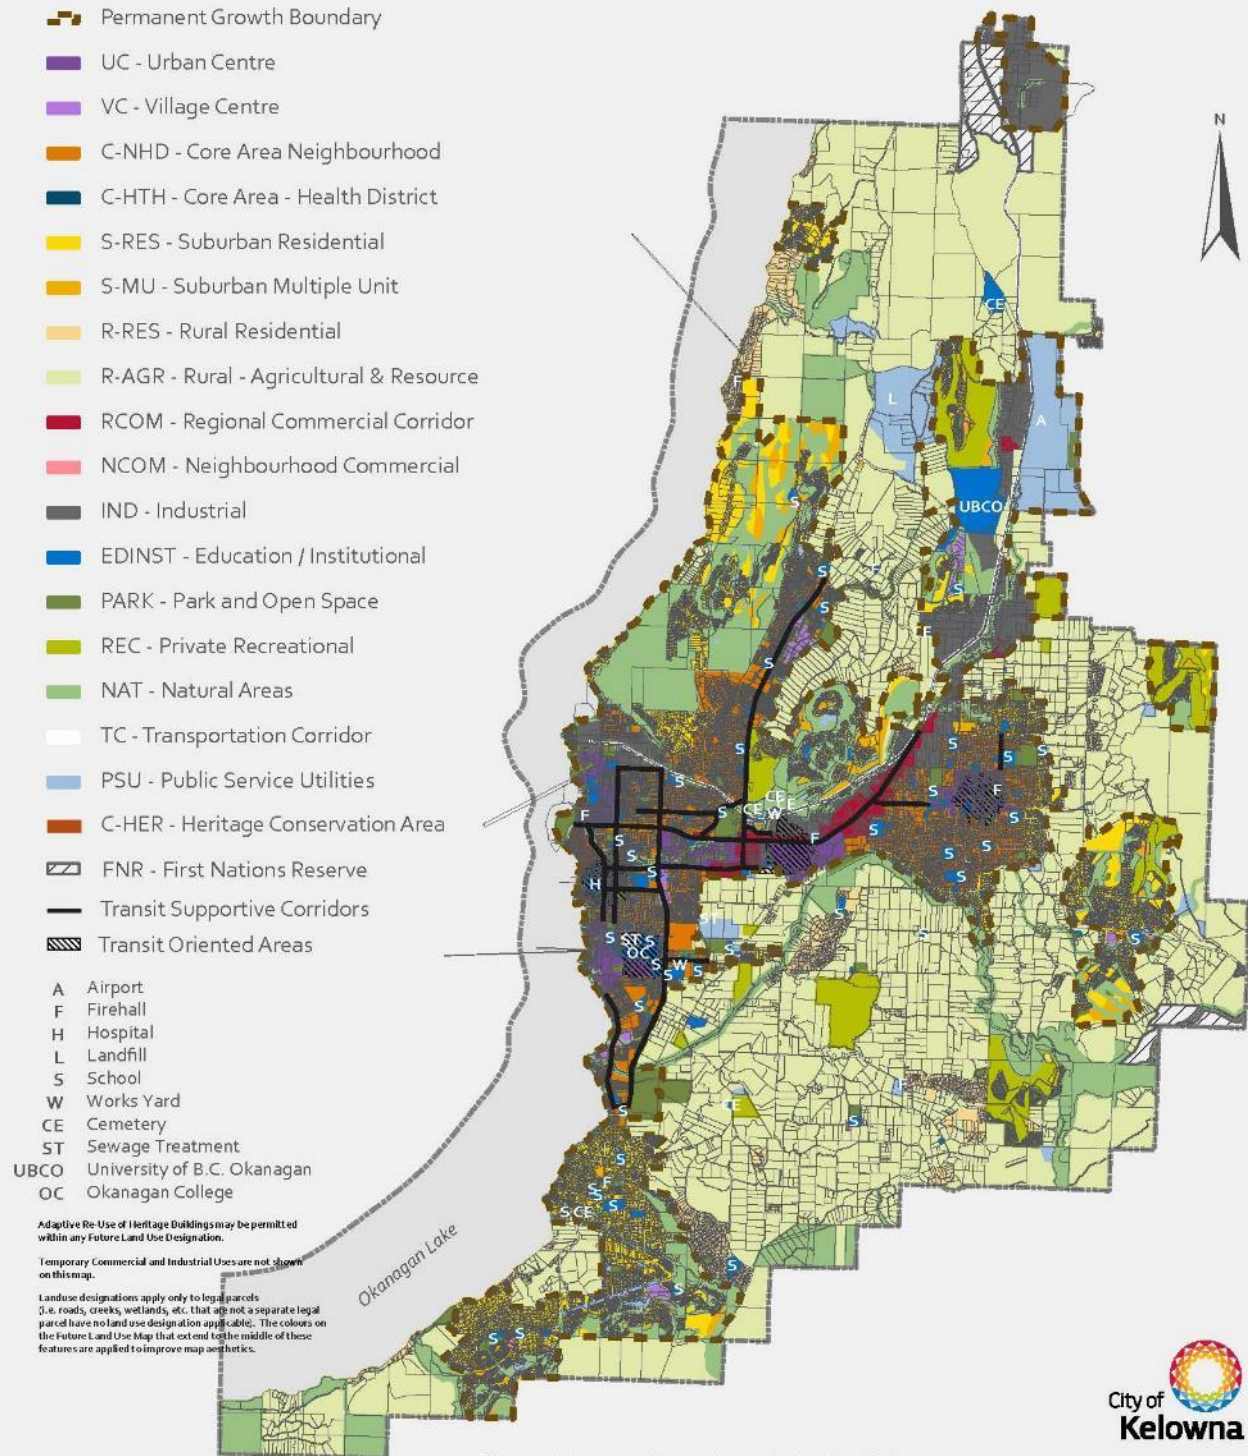 Permanent Growth Boundary
UC - Urban Centre
VC - Village Centre
C-NHD - Core Area Neighbourhood
C-HTH - Core Area - Health District
S-RES - Suburban Residential
S-MU - Suburban Multiple Unit
R-RES - Rural Residential
R-AGR - Rural - Agricultural & Resource
RCOM - Regional Commercial Corridor
NCOM - Neighbourhood Commercial
IND - Industrial
EDINST - Education / Institutional
PARK - Park and Open Space
REC - Private Recreational
NAT - Natural Areas
TC - Transportation Corridor
PSU - Public Service Utilities
C-HER - Heritage Conservation Area
FNR - First Nations Reserve
Transit Supportive Corridors
Transit Oriented Areas
A Airport
F Firehall
H Hospital
L Landfill
S School
W Works Yard
CE Cemetery
ST Sewage Treatment
UBCO University of B.C. Okanagan
OC Okanagan College
Adaptive Re-Use of Heritage Buildings may be permitted
within any Future Land Use Designation.
Temporary Commercial and Industrial Uses are not shown
on this map.
Landuse designations apply only to legal parcels
(i.e. roads, creeks, wetlands, etc. that are not a separate legal
parcel have no land use designation applicable). The colours on
the Future Land Use Map that extend to the middle of these
features are applied to improve map aesthetics.
N
CE
F
L
A
S
UBCO
S
F
S
S
F
S
S
S
S
S
S
S
CE
CE
F
W
S
F
S
F
S
S
F
S
S
S
S
S
S
S
H
S
ST
S
OC
S
S
W
S
ST
S
S
S
S
S
S
CE
S
F
S
F
S
S
S
S
CE
S
S
S
S
Okanagan Lake
City of
Kelowna